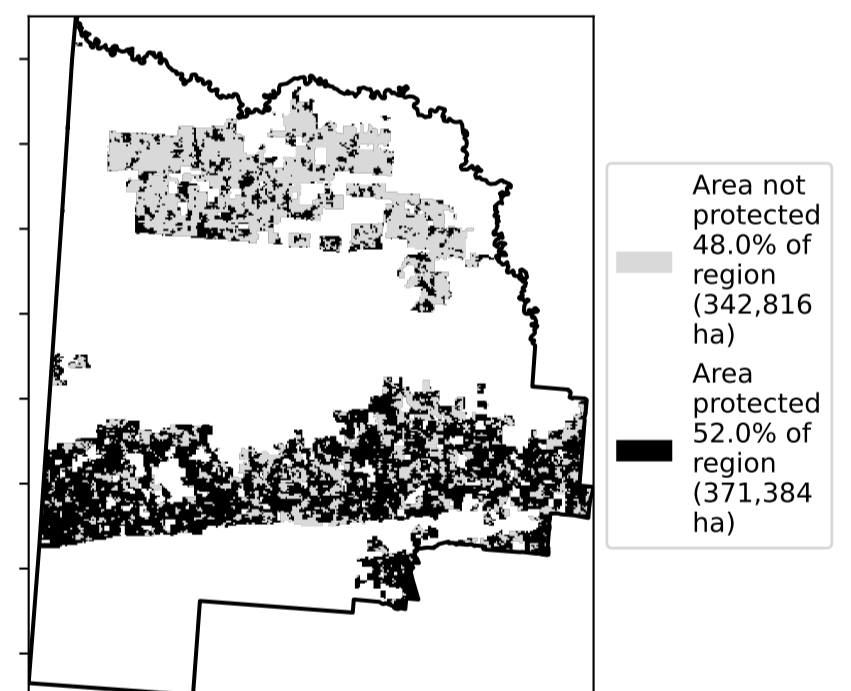 Area not
protected
48.0% of
region
(342,816
ha)
Area
protected
52.0% of
region
(371,384
ha)